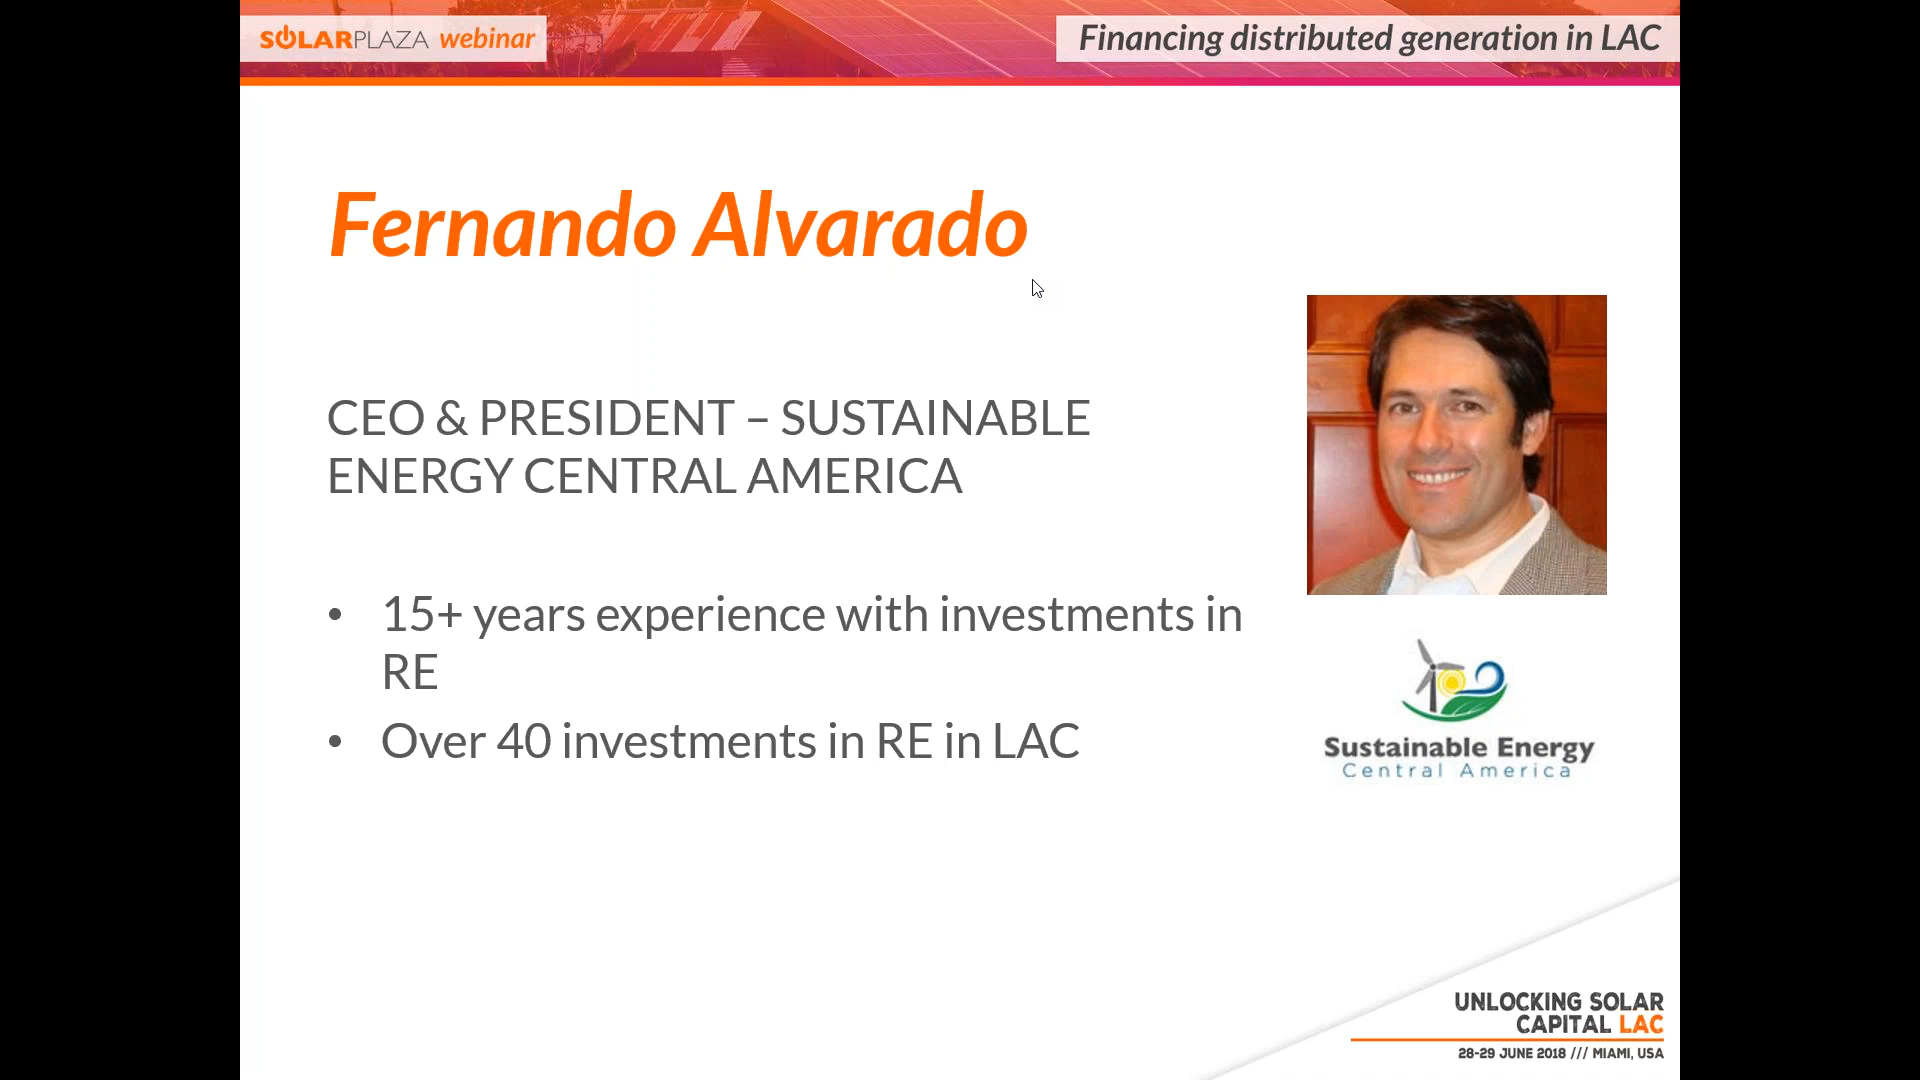 SOLARPLAZA webinar
Financing distributed generation in LAC
Fernando Alvarado
CEO & PRESIDENT – SUSTAINABLE
ENERGY CENTRAL AMERICA
• 15+ years experience with investments in
RE
• Over 40 investments in RE in LAC
Sustainable Energy
Central America
UNLOCKING SOLAR
CAPITAL LAC
28-29 JUNE 2018 /// MIAMI, USA